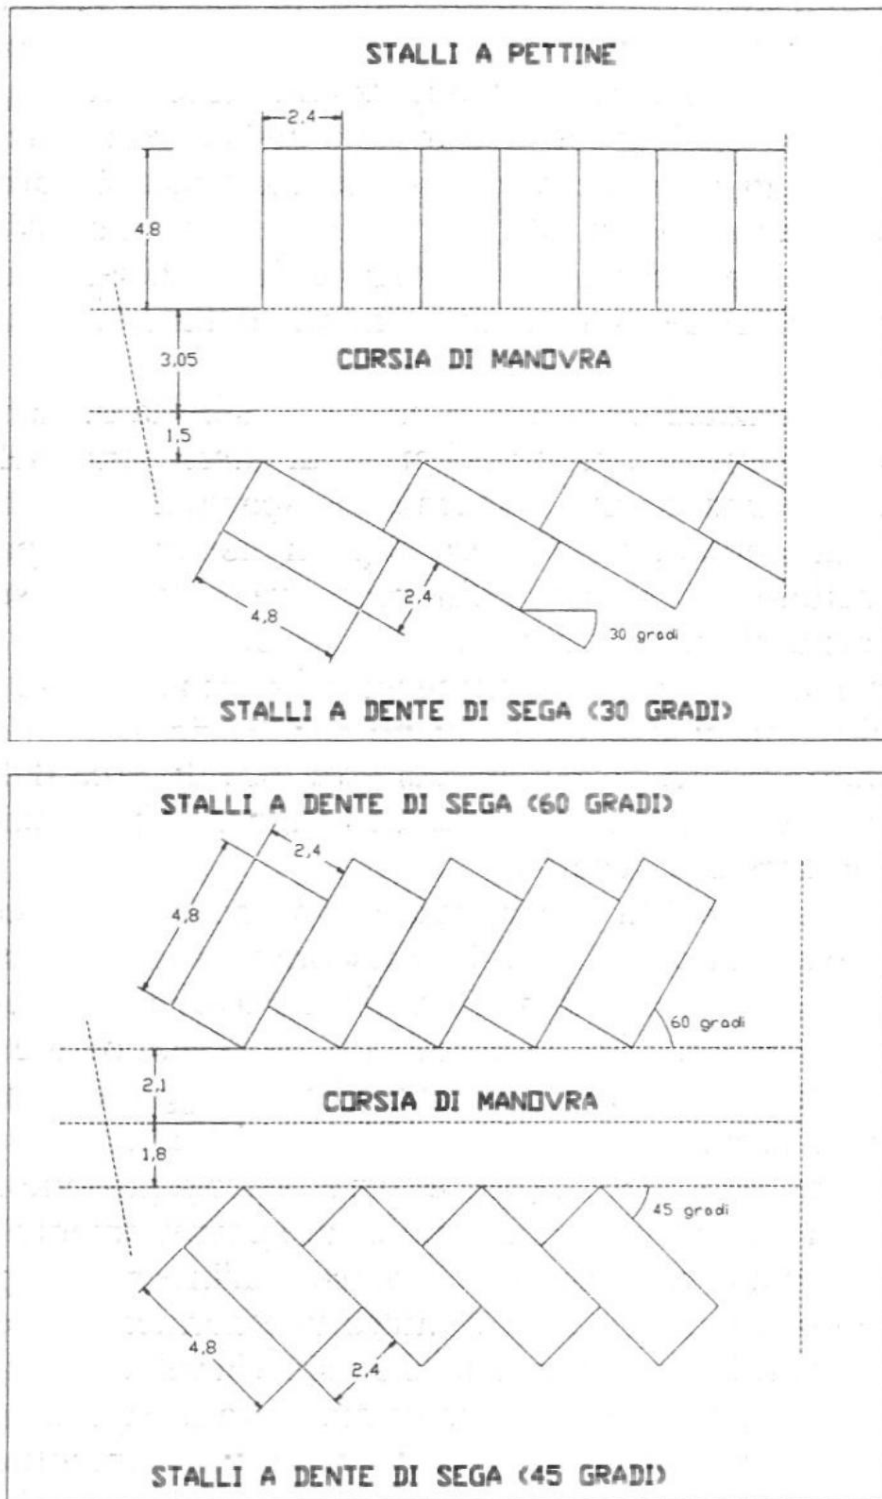 STALLI A PETTINE
2,4
4,8
3,05
CORSIA DI MANOVRA
1,5
2,4
4,8
30 gradi
STALLI A DENTE DI SEGA (30 GRADI)
STALLI A DENTE DI SEGA (60 GRADI)
2,4
4,8
60 gradi
2,1
CORSIA DI MANOVRA
1,8
45 gradi
4,8
2,4
STALLI A DENTE DI SEGA (45 GRADI)